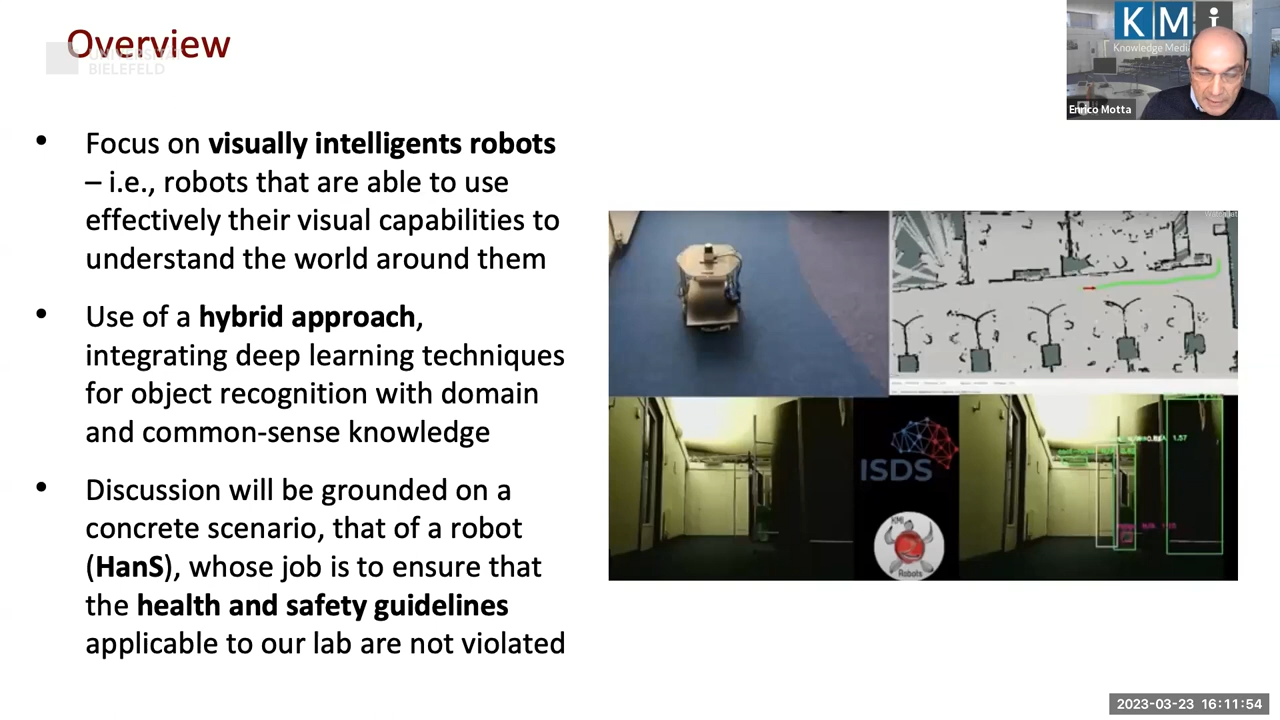 Overview
UNIVERSITÄT
BIELEFELD
KMi
Knowledge Medi
Enrico Motta
• Focus on visually intelligents robots
– i.e., robots that are able to use
effectively their visual capabilities to
understand the world around them
• Use of a hybrid approach,
integrating deep learning techniques
for object recognition with domain
and common-sense knowledge
• Discussion will be grounded on a
concrete scenario, that of a robot
(HanS), whose job is to ensure that
the health and safety guidelines
applicable to our lab are not violated
ISDS
KMi
Robots
2023-03-23 16:11:54